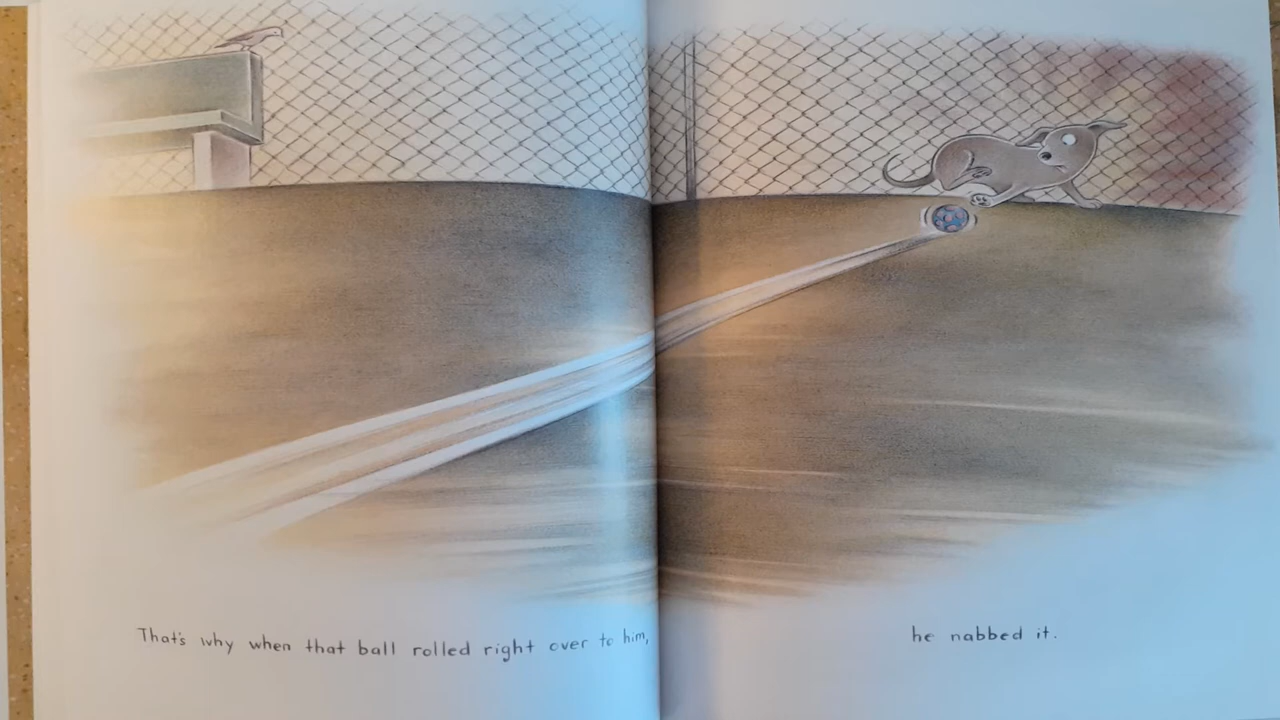 That's why when that ball rolled right over to him,
he nabbed it.